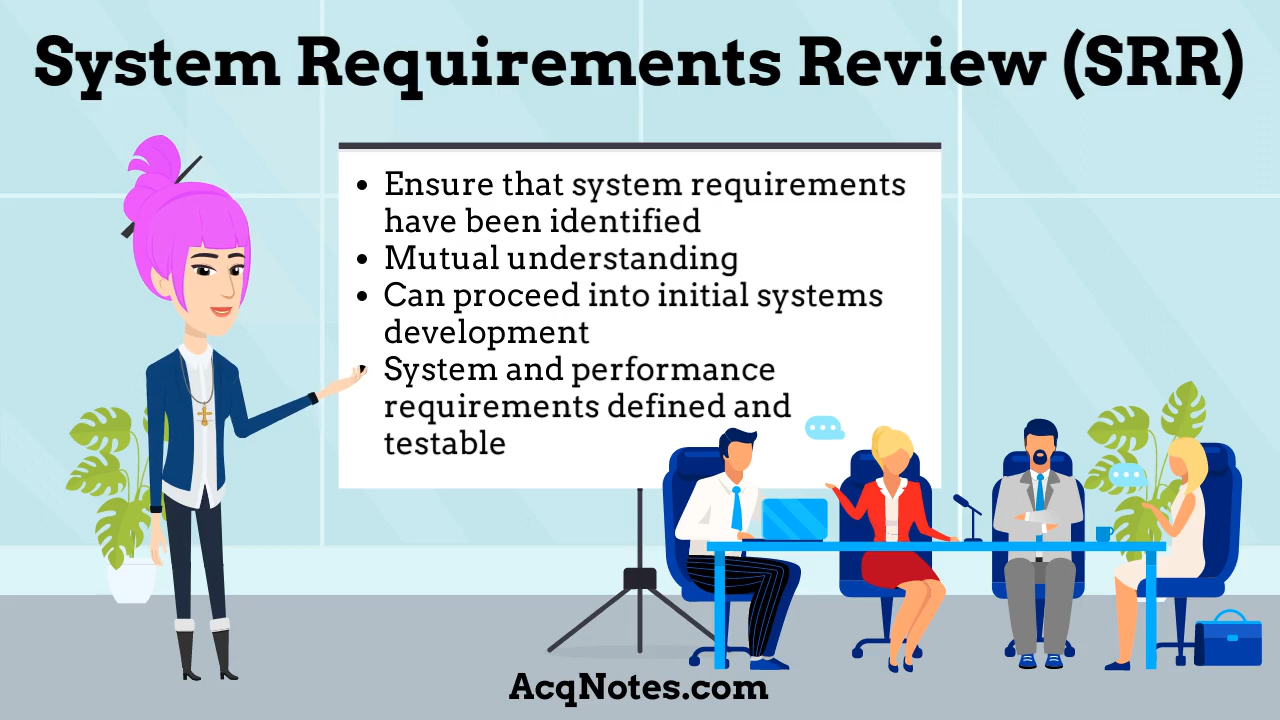 System Requirements Review (SRR)
• Ensure that system requirements
have been identified
• Mutual understanding
• Can proceed into initial systems
development
• System and performance
requirements defined and
testable
AcqNotes.com